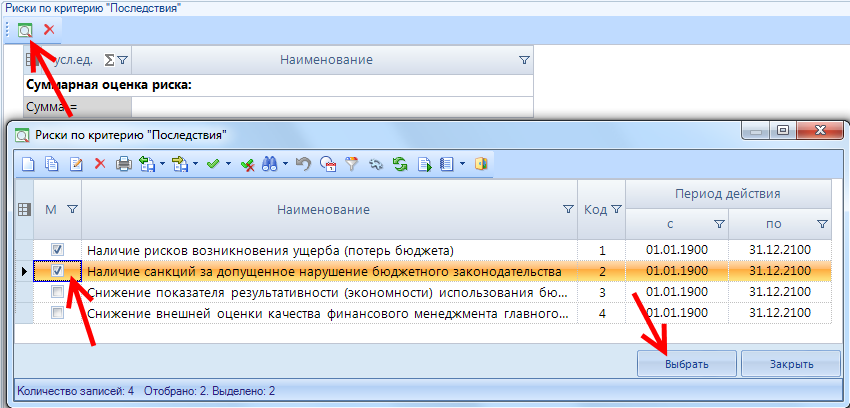 Риски по критерию "Последствия"
усл.ед. Наименование
Суммарная оценка риска:
Сумма =
Риски по критерию "Последствия"
М Наименование Код Период действия
с по
Наличие рисков возникновения ущерба (потерь бюджета) 1 01.01.1900 31.12.2100
Наличие санкций за допущенное нарушение бюджетного законодательства 2 01.01.1900 31.12.2100
Снижение показателя результативности (экономности) использования бю... 3 01.01.1900 31.12.2100
Снижение внешней оценки качества финансового менеджмента главного... 4 01.01.1900 31.12.2100
Выбрать Закрыть
Количество записей: 4 Отобрано: 2. Выделено: 2